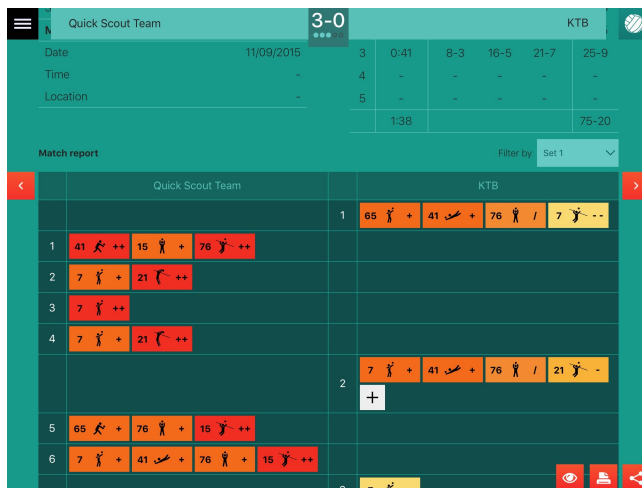 Quick Scout Team 3-0 KTB
Date 11/09/2015 3 0:41 8-3 16-5 21-7 25-9
Time - 4 - - - -
Location - 5 - - - -
1:38 75-20
Match report Filter by Set 1
Quick Scout Team KTB
1 65 + 41 + 76 / 7 --
1 41 ++ 15 + 76 ++
2 7 + 21 ++
3 7 ++
4 7 + 21 ++
2 7 + 41 + 76 / 21 -
+
5 65 + 76 + 15 ++
6 7 + 41 + 76 + 15 ++